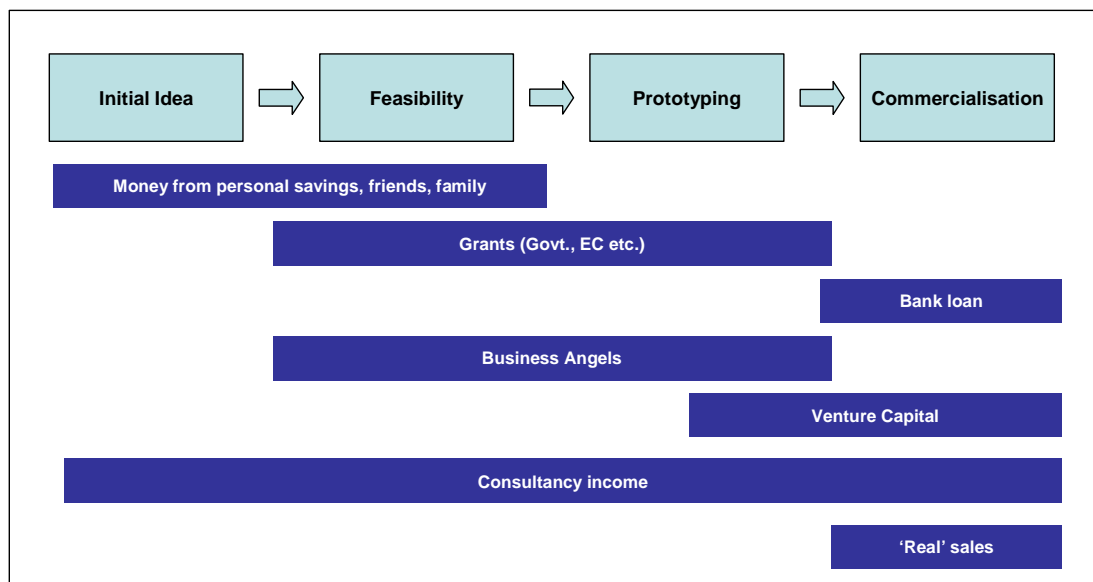 Initial Idea
Feasibility
Prototyping
Commercialisation
Money from personal savings, friends, family
Grants (Govt., EC etc.)
Bank loan
Business Angels
Venture Capital
Consultancy income
‘Real’ sales